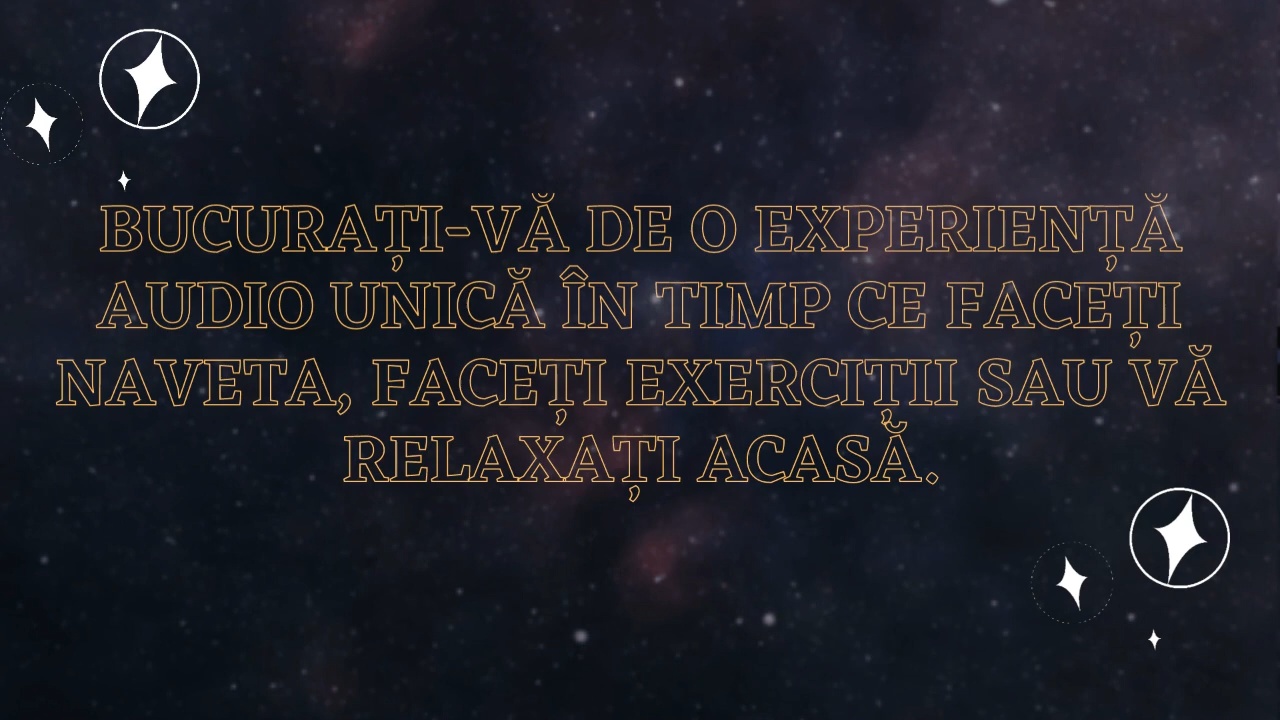 BUCURAȚI-VĂ DE O EXPERIENȚĂ
AUDIO UNICĂ ÎN TIMP CE FACEȚI
NAVETA, FACEȚI EXERCIȚII SAU VĂ
RELAXAȚI ACASĂ.